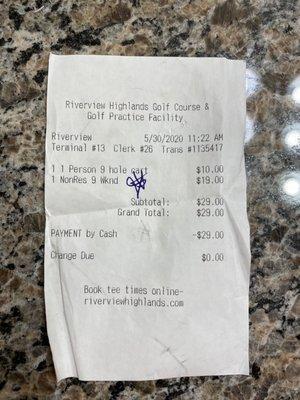 Riverview Highlands Golf Course &
Golf Practice Facility
Riverview 5/30/2020 11:22 AM
Terminal #13 Clerk #26 Trans #1135417
1 1 Person 9 hole cart $10.00
1 NonRes 9 Wknd $19.00
Subtotal: $29.00
Grand Total: $29.00
PAYMENT by Cash -$29.00
Change Due $0.00
Book tee times online-
riverviewhighlands.com